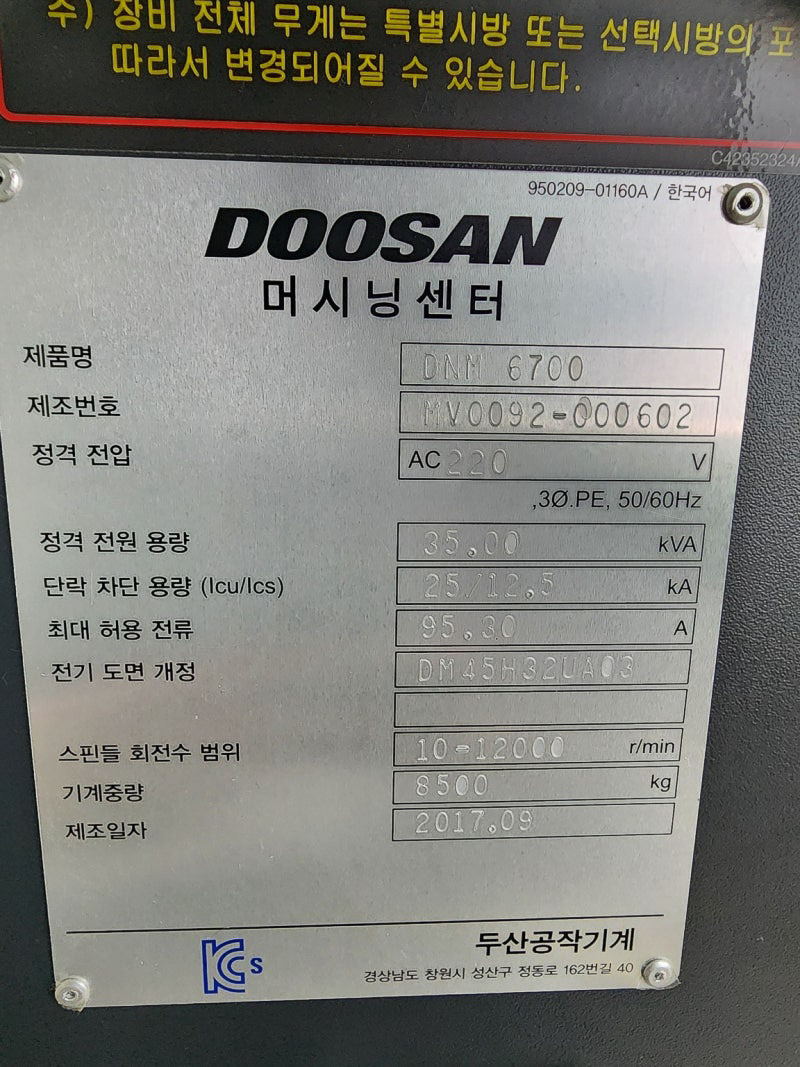 주) 장비 전체 무게는 특별시방 또는 선택시방의 포
따라서 변경되어질 수 있습니다.
C42352324A
950209-01160A / 한국어
DOOSAN
머시닝센터
제품명 DNM 6700
제조번호 MV0092-000602
정격 전압 AC 220 V
,3Ø.PE, 50/60Hz
정격 전원 용량 35.00 kVA
단락 차단 용량 (Icu/Ics) 25/12.5 kA
최대 허용 전류 95.30 A
전기 도면 개정 DM45H32UA03
스핀들 회전수 범위 10-12000 r/min
기계중량 8500 kg
제조일자 2017.09
두산공작기계
KCs
경상남도 창원시 성산구 정동로 162번길 40